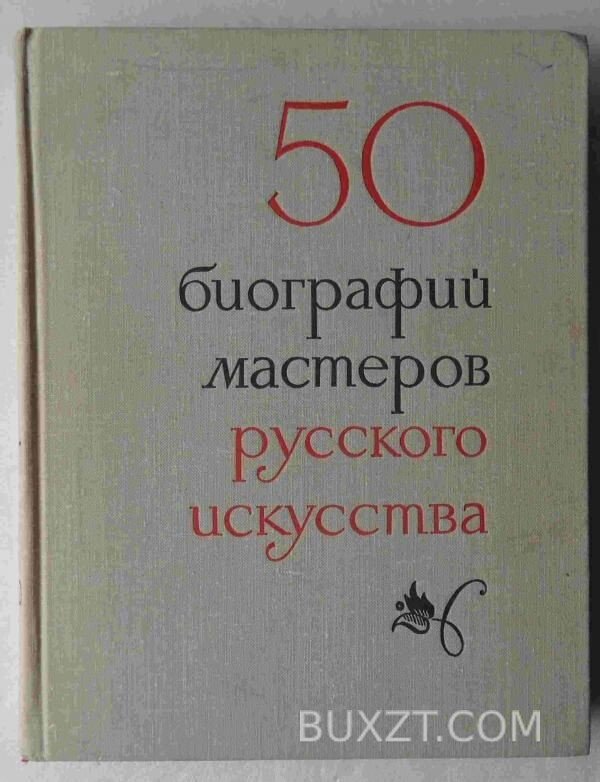 50
биографий
мастеров
русского
искусства
BUXZT.COM